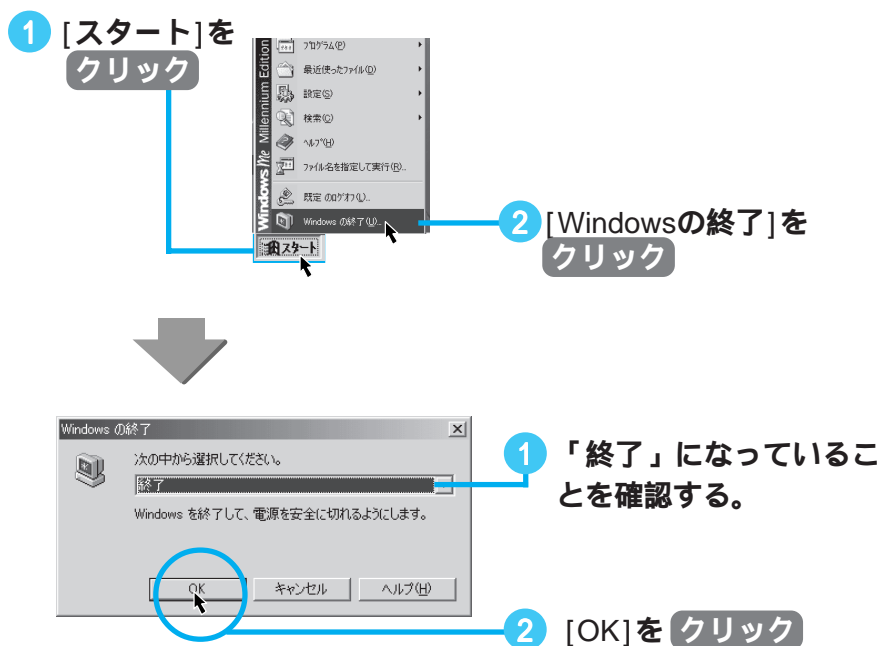 1 [スタート]を
クリック
Windows Me Millennium Edition
プログラム(P)
最近使ったファイル(D)
設定(S)
検索(C)
ヘルプ(H)
ファイル名を指定して実行(R)...
既定 のログオフ(L)...
Windows の終了(U)...
スタート
2 [Windowsの終了]を
クリック
Windows の終了
次の中から選択してください。
終了
Windows を終了して、電源を安全に切れるようにします。
OK キャンセル ヘルプ(H)
1 「終了」になっているこ
とを確認する。
2 [OK]を クリック